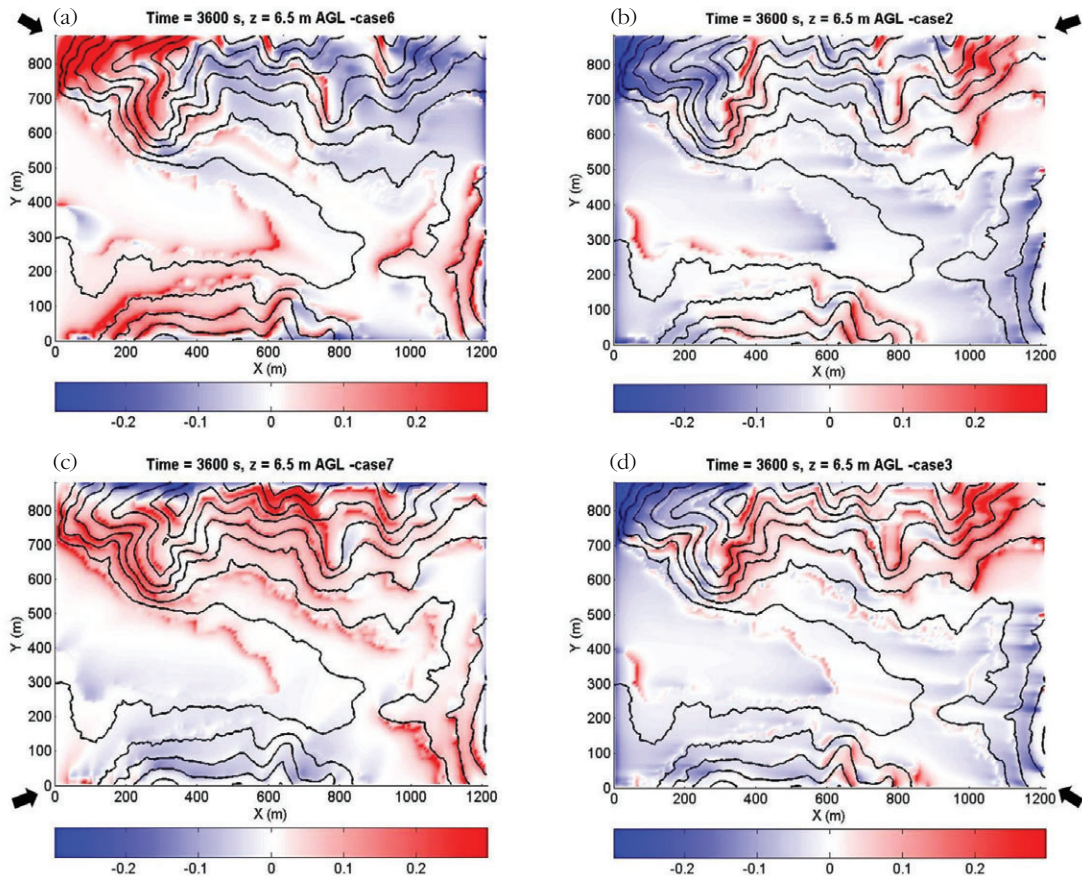 (a)
Time = 3600 s, z = 6.5 m AGL -case6
Y (m)
800
700
600
500
400
300
200
100
0
0 200 400 600 800 1000 1200
X (m)
-0.2 -0.1 0 0.1 0.2
(b)
Time = 3600 s, z = 6.5 m AGL -case2
Y (m)
800
700
600
500
400
300
200
100
0
0 200 400 600 800 1000 1200
X (m)
-0.2 -0.1 0 0.1 0.2
(c)
Time = 3600 s, z = 6.5 m AGL -case7
Y (m)
800
700
600
500
400
300
200
100
0
0 200 400 600 800 1000 1200
X (m)
-0.2 -0.1 0 0.1 0.2
(d)
Time = 3600 s, z = 6.5 m AGL -case3
Y (m)
800
700
600
500
400
300
200
100
0
0 200 400 600 800 1000 1200
X (m)
-0.2 -0.1 0 0.1 0.2